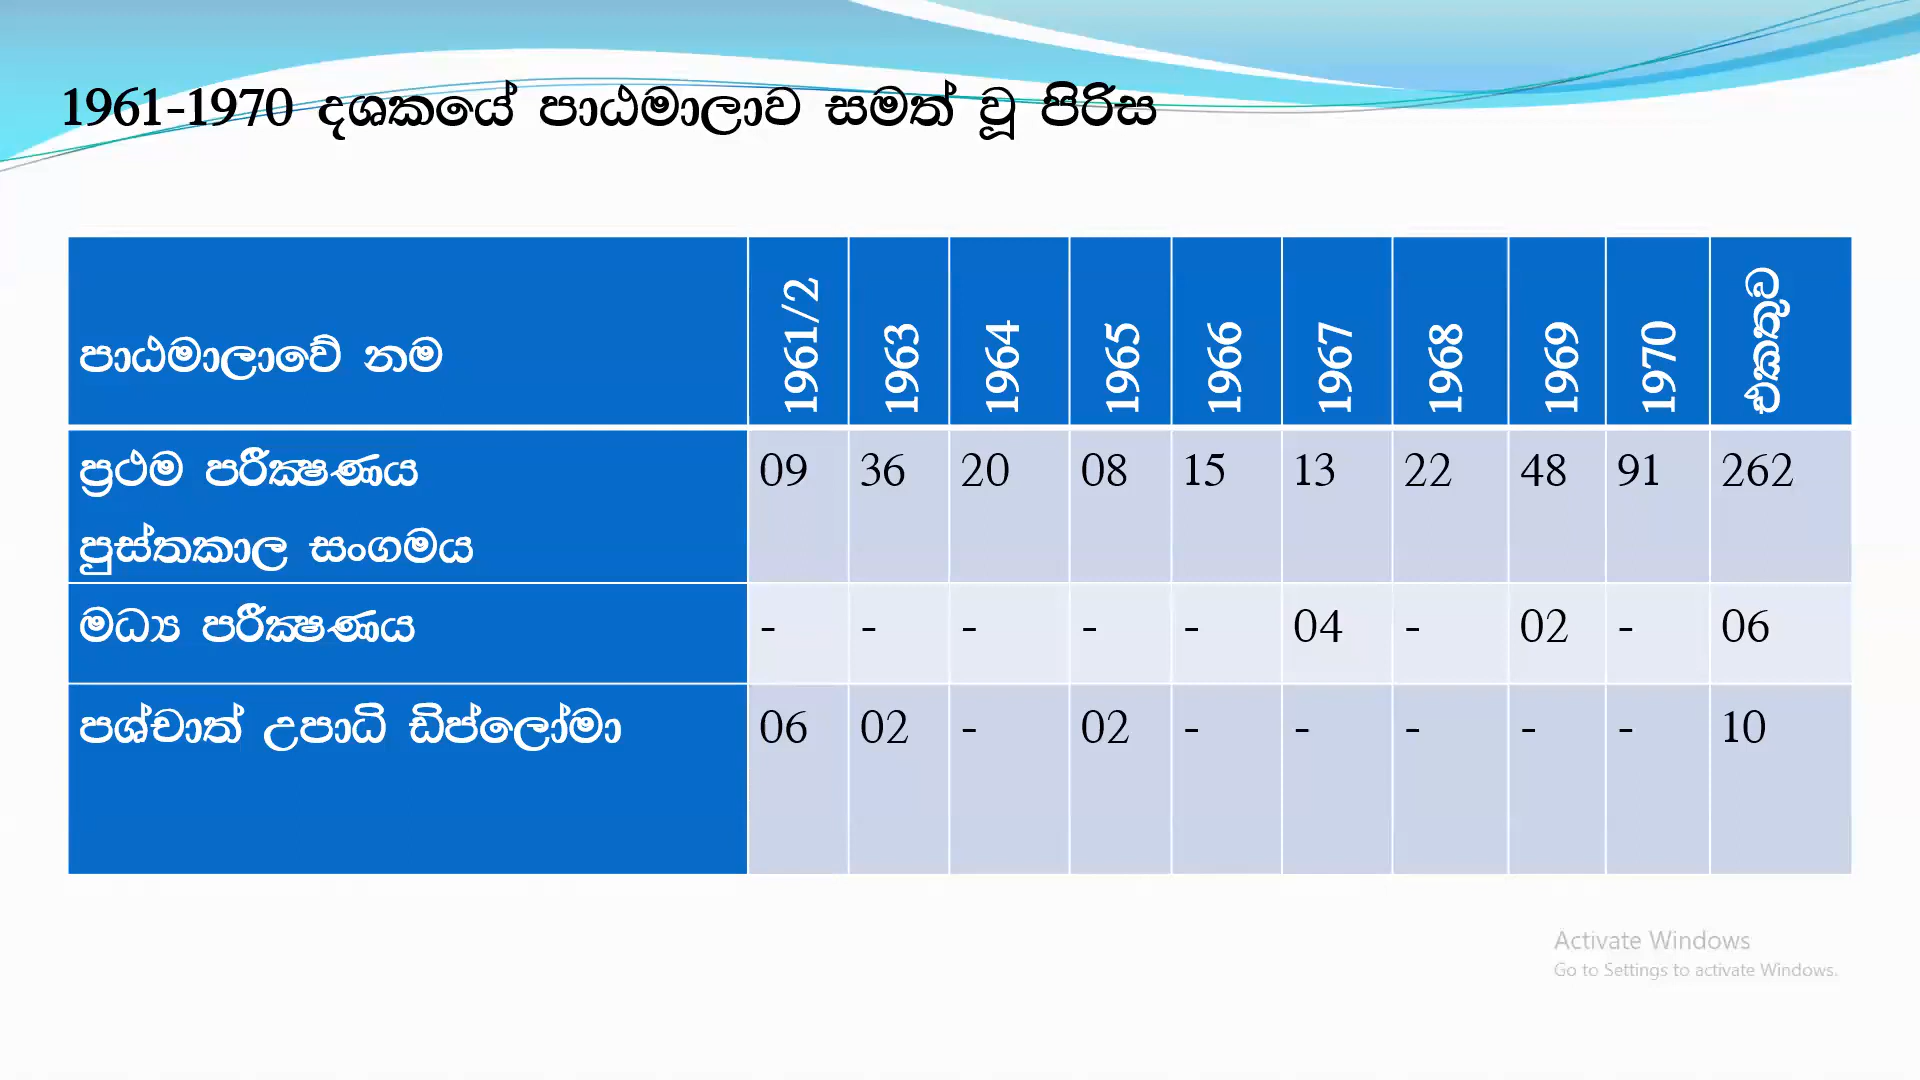 1961-1970 දශකයේ පාඨමාලාව සමත් වූ පිරිස
පාඨමාලාවේ නම 1961/2 1963 1964 1965 1966 1967 1968 1969 1970 එකතුව
ප්‍රථම පරීක්‍ෂණය 09 36 20 08 15 13 22 48 91 262
පුස්තකාල සංගමය
මධ්‍ය පරීක්‍ෂණය - - - - - 04 - 02 - 06
පශ්චාත් උපාධි ඩිප්ලෝමා 06 02 - 02 - - - - - 10
Activate Windows
Go to Settings to activate Windows.